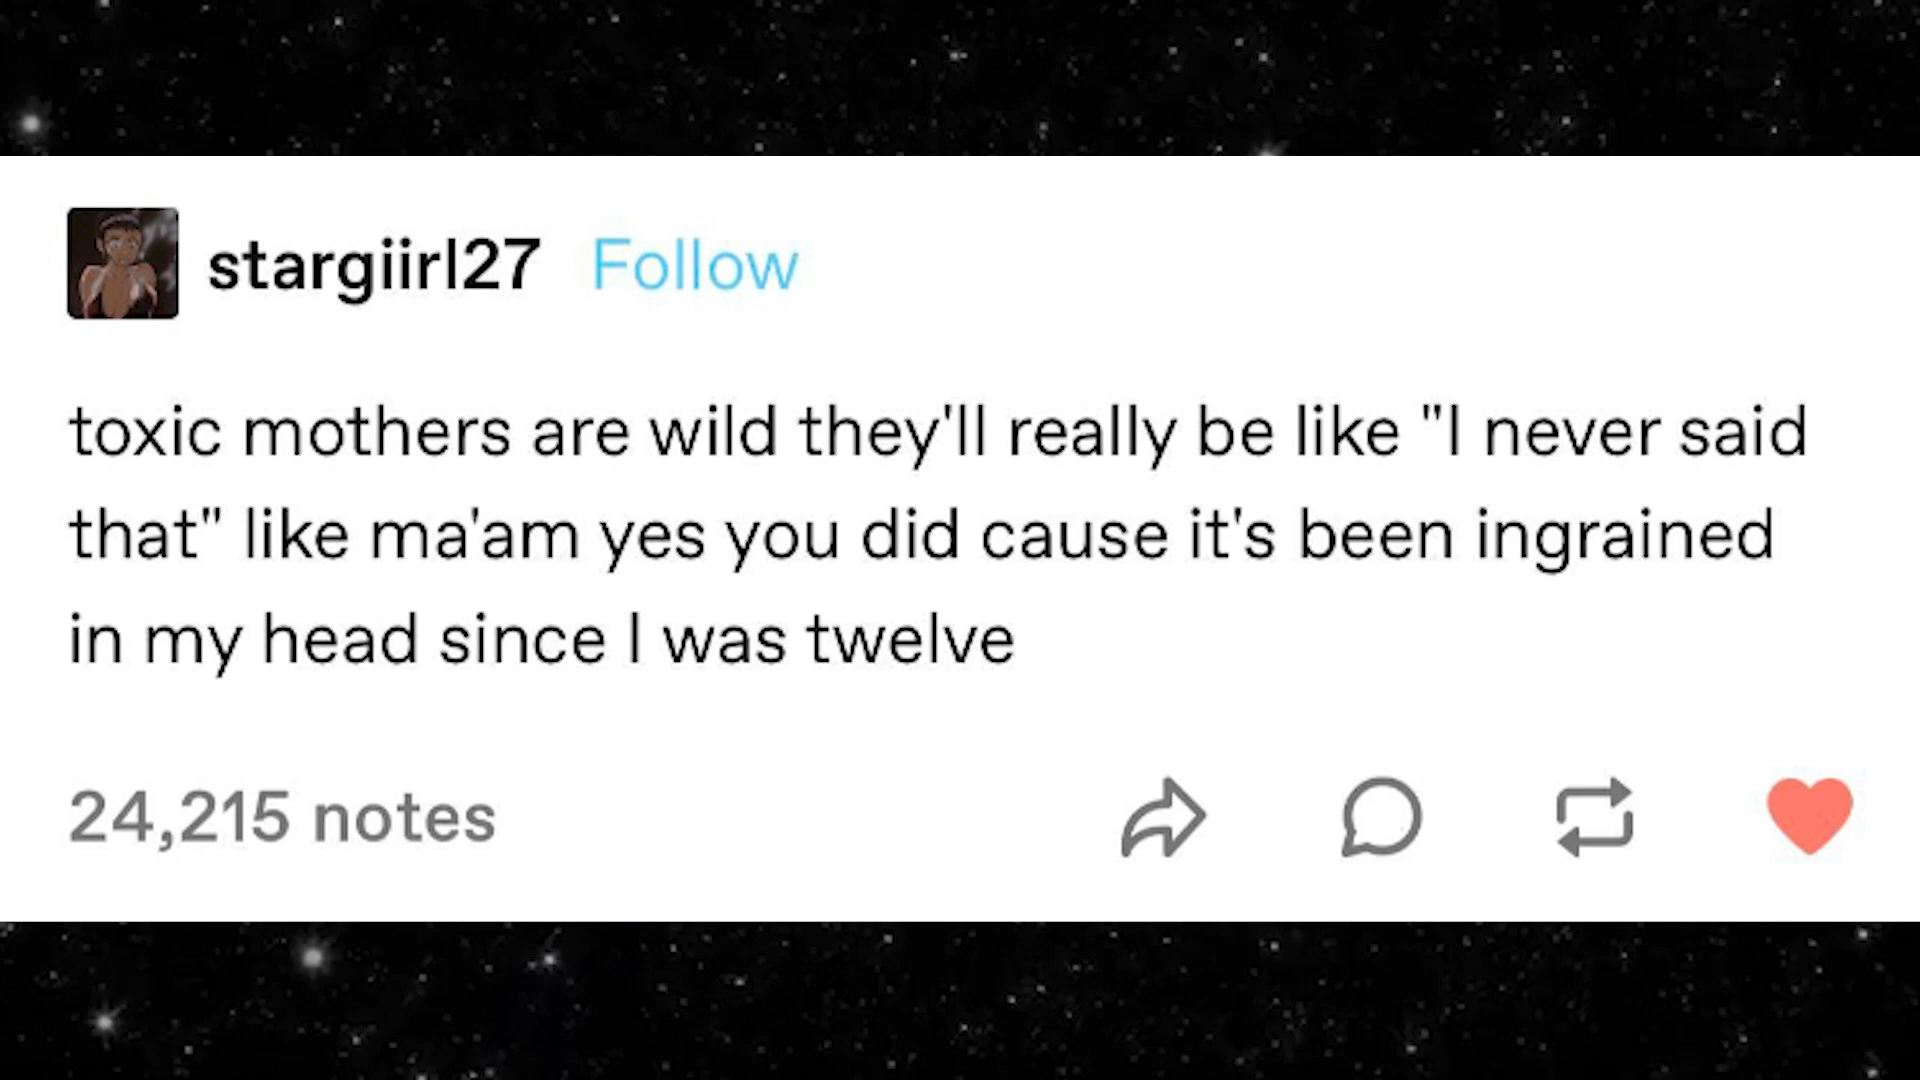 stargiirl27 Follow
toxic mothers are wild they'll really be like "I never said
that" like ma'am yes you did cause it's been ingrained
in my head since I was twelve
24,215 notes